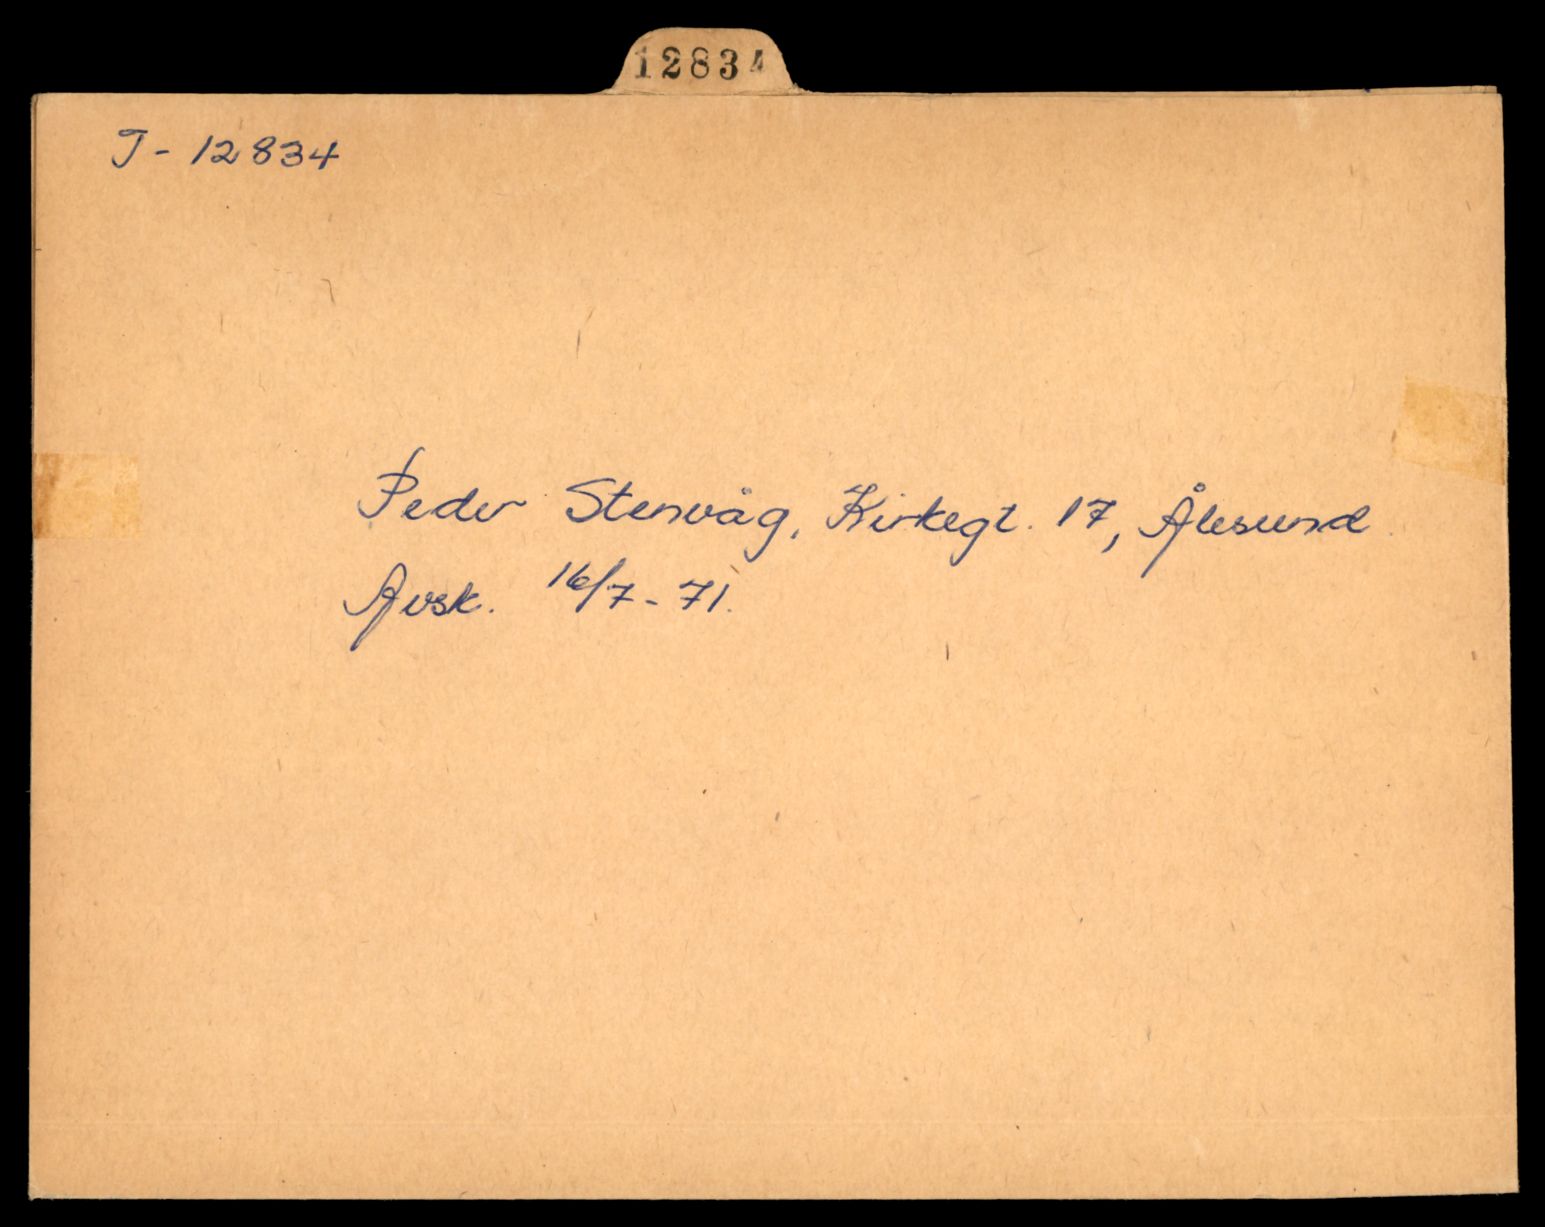 12834
T- 12834
Peder Stenvåg, Kirkegt. 17, Ålesund.
Avsk. 16/7-71.